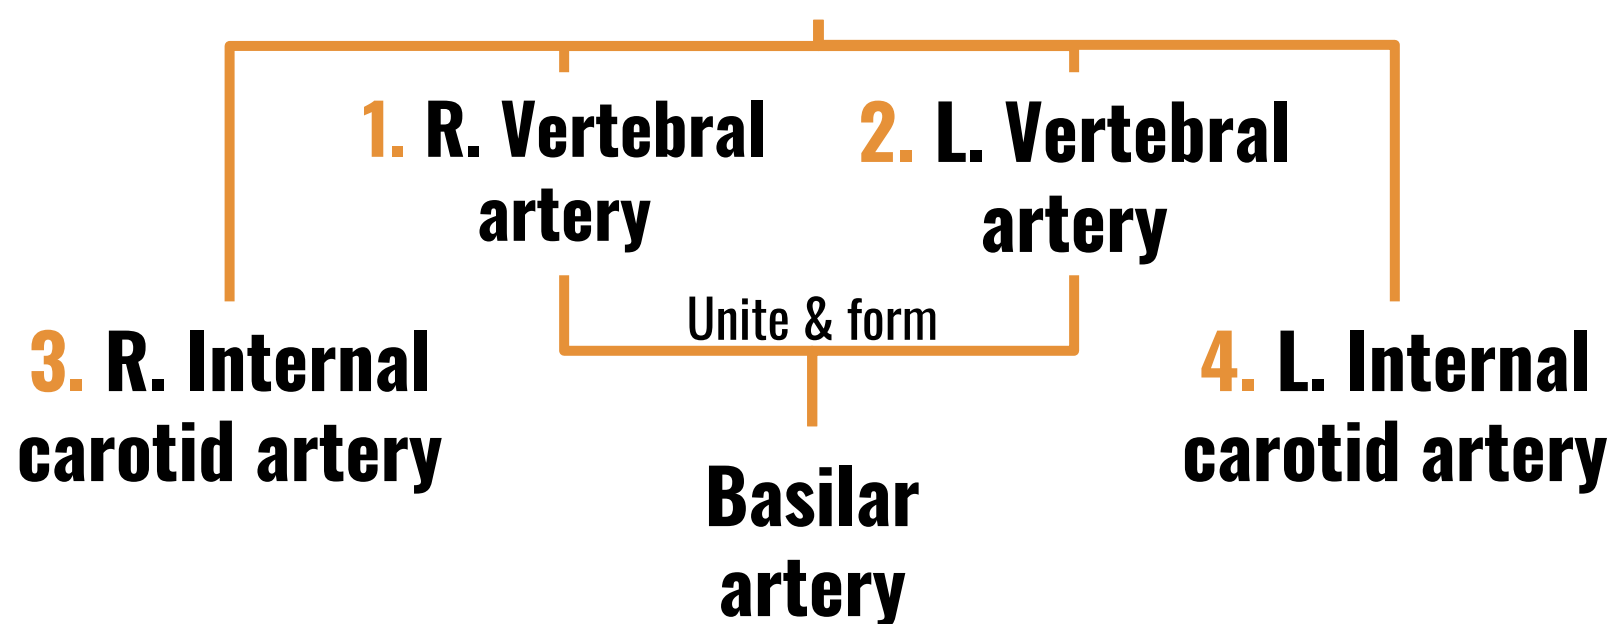 1. R. Vertebral
artery
2. L. Vertebral
artery
Unite & form
3. R. Internal
carotid artery
4. L. Internal
carotid artery
Basilar
artery